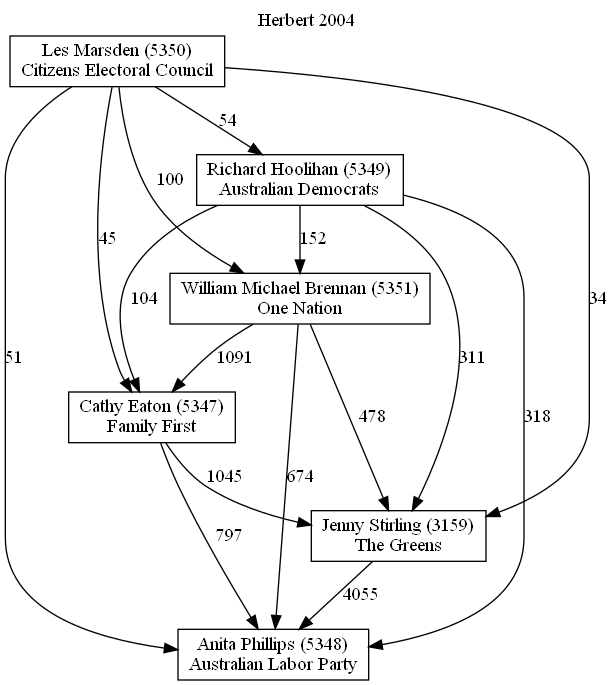 Herbert 2004
Les Marsden (5350)
Citizens Electoral Council
54
Richard Hoolihan (5349)
Australian Democrats
100
45
152
William Michael Brennan (5351)
One Nation
104
34
51
1091
311
Cathy Eaton (5347)
Family First
478
318
1045
674
797
Jenny Stirling (3159)
The Greens
4055
Anita Phillips (5348)
Australian Labor Party